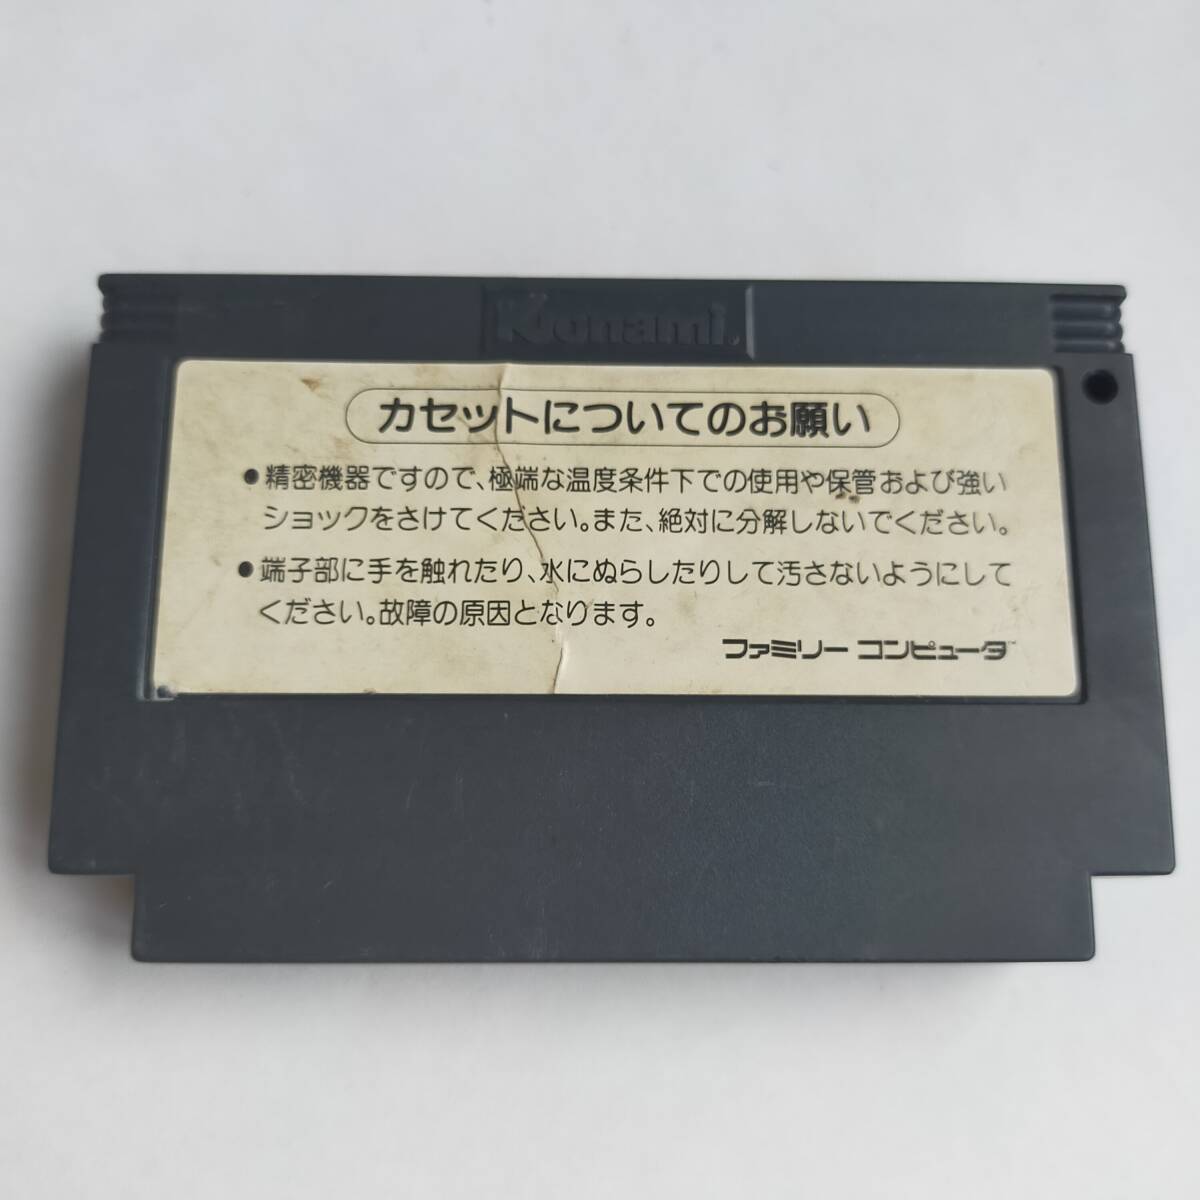 Konami
カセットについてのお願い
●精密機器ですので、極端な温度条件下での使用や保管および強い
ショックをさけてください。また、絶対に分解しないでください。
●端子部に手を触れたり、水にぬらしたりして汚さないようにして
ください。故障の原因となります。
ファミリーコンピュータ™